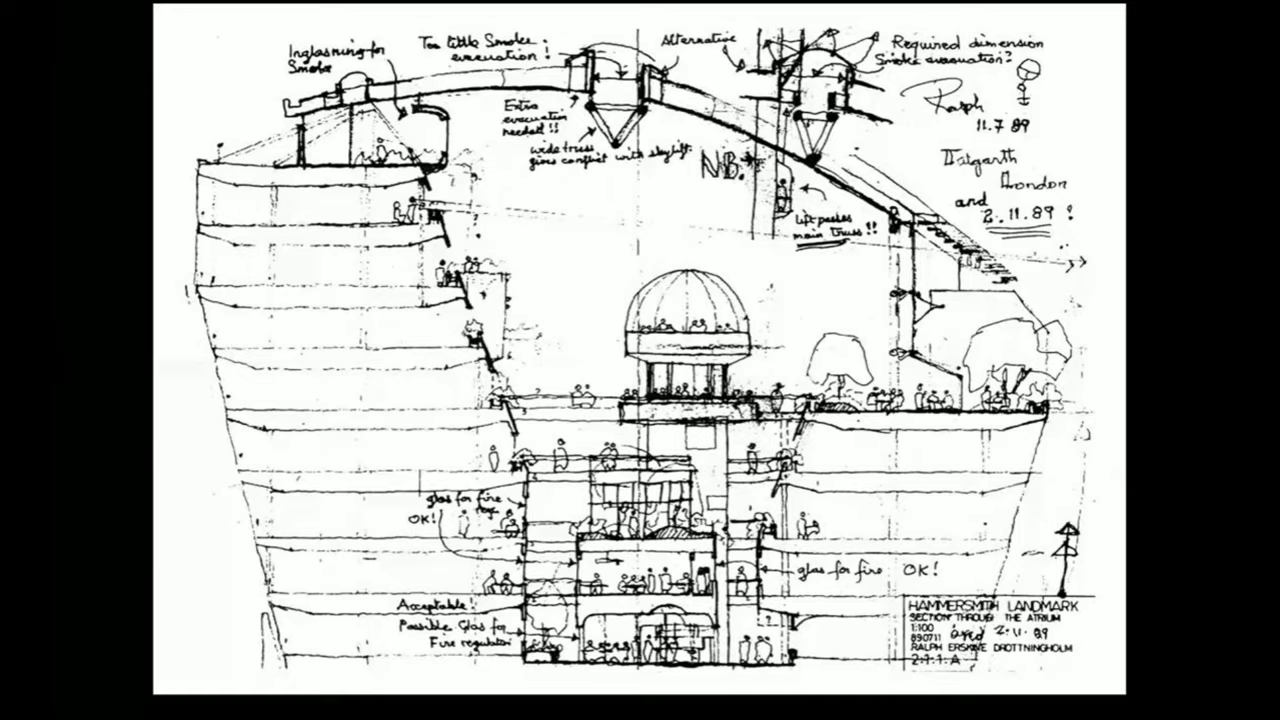 Inglasning for
Smoke
Too little Smoke
evacuation!
Alternative
Required dimension
Smoke evacuation?
Ralph
11.7 89
Extra
evacuation
needed!!
wide truss
gives conflict with skylift.
N.B.
London
and
2.11.89 !
lift passes
main truss!!
glas for fire
OK!
glas for fire OK!
Acceptable!
Possible Glas for
Fire regulation
HAMMERSMITH LANDMARK
SECTION THROUGH THE ATRIUM
1:100
890711 and 2.11.89
RALPH ERSKINE DROTTNINGHOLM
2:1:1.A